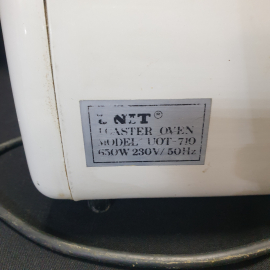 UNIT®
TOASTER OVEN
MODEL UOT-710
650W 230V/50Hz